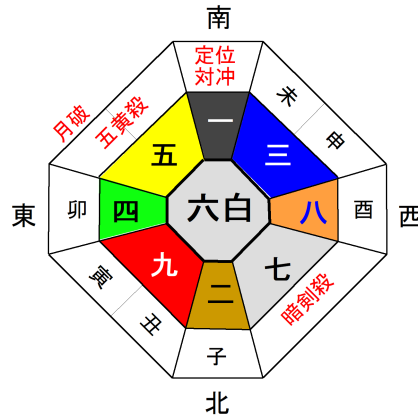 南
定位
対冲
月破
五黄殺
未
申
一
五
三
東
卯
四
六白
八
酉
西
九
七
寅
丑
二
暗剣殺
子
北